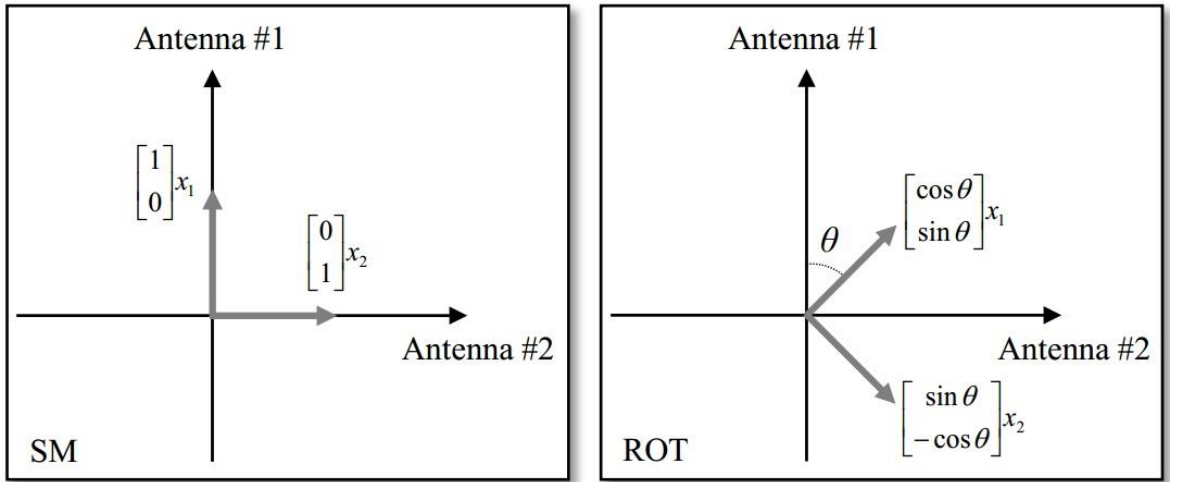 Antenna #1
[1 0] x₁
[0 1] x₂
Antenna #2
SM
Antenna #1
θ
[cos θ sin θ] x₁
Antenna #2
[sin θ −cos θ] x₂
ROT